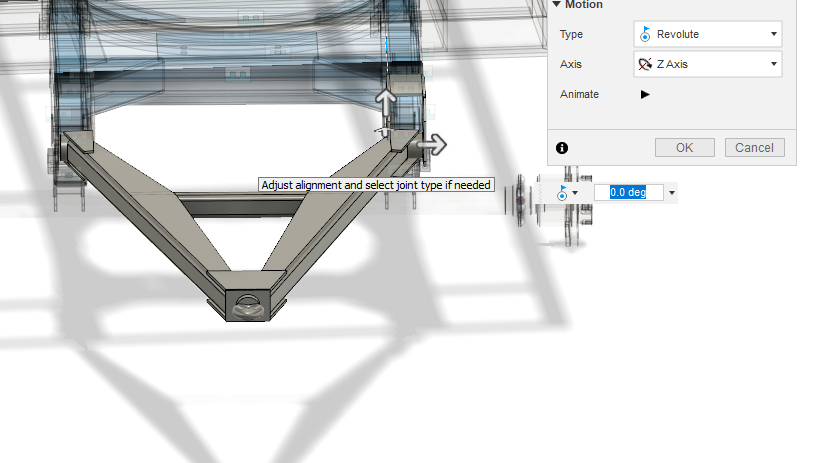 Motion
Type
Revolute
Axis
Z Axis
Animate
OK
Cancel
Adjust alignment and select joint type if needed
0.0 deg